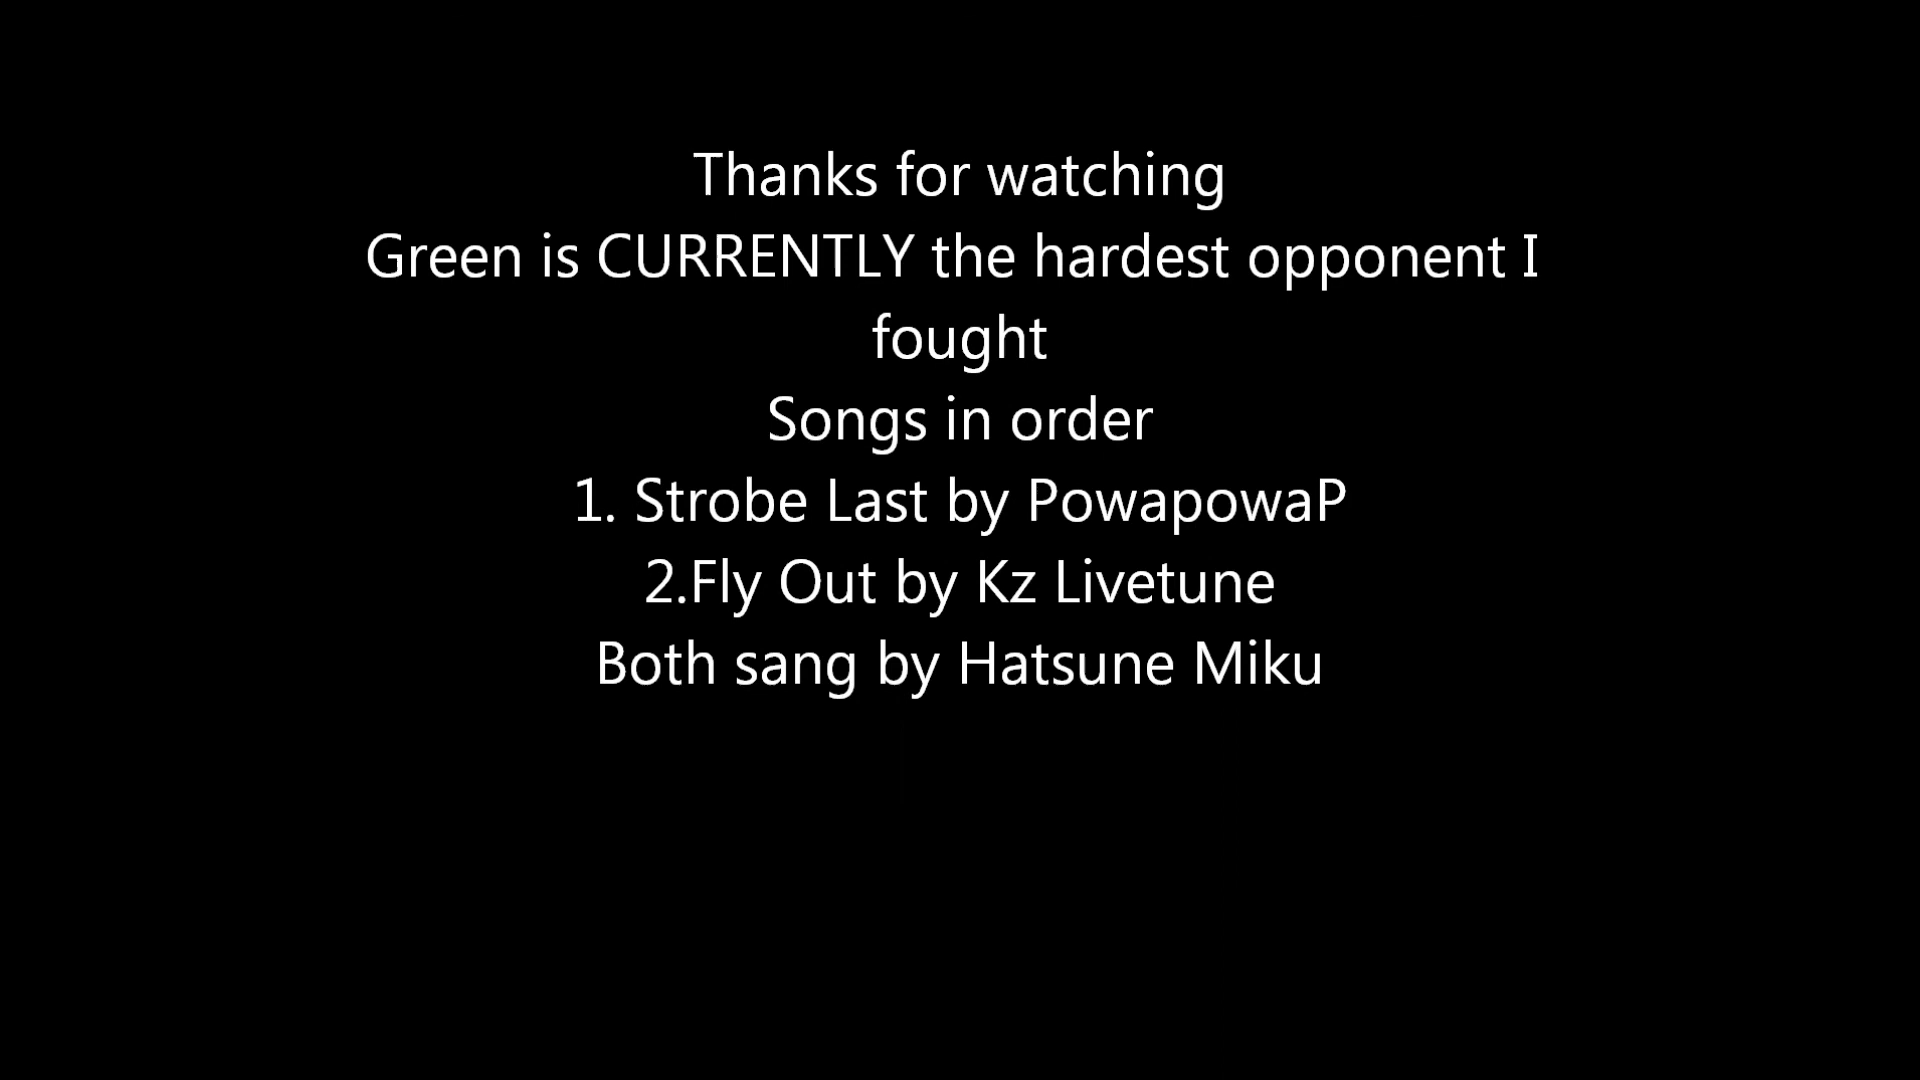 Thanks for watching
Green is CURRENTLY the hardest opponent I
fought
Songs in order
1. Strobe Last by PowapowaP
2.Fly Out by Kz Livetune
Both sang by Hatsune Miku